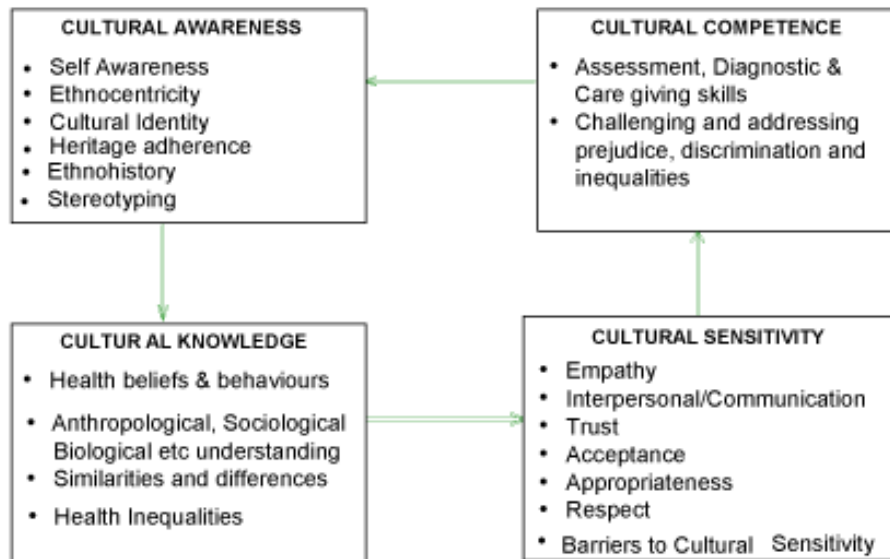 CULTURAL AWARENESS
• Self Awareness
• Ethnocentricity
• Cultural Identity
• Heritage adherence
• Ethnohistory
• Stereotyping
CULTURAL COMPETENCE
• Assessment, Diagnostic &
Care giving skills
• Challenging and addressing
prejudice, discrimination and
inequalities
CULTUR AL KNOWLEDGE
• Health beliefs & behaviours
• Anthropological, Sociological
Biological etc understanding
• Similarities and differences
• Health Inequalities
CULTURAL SENSITIVITY
• Empathy
• Interpersonal/Communication
• Trust
• Acceptance
• Appropriateness
• Respect
• Barriers to Cultural Sensitivity